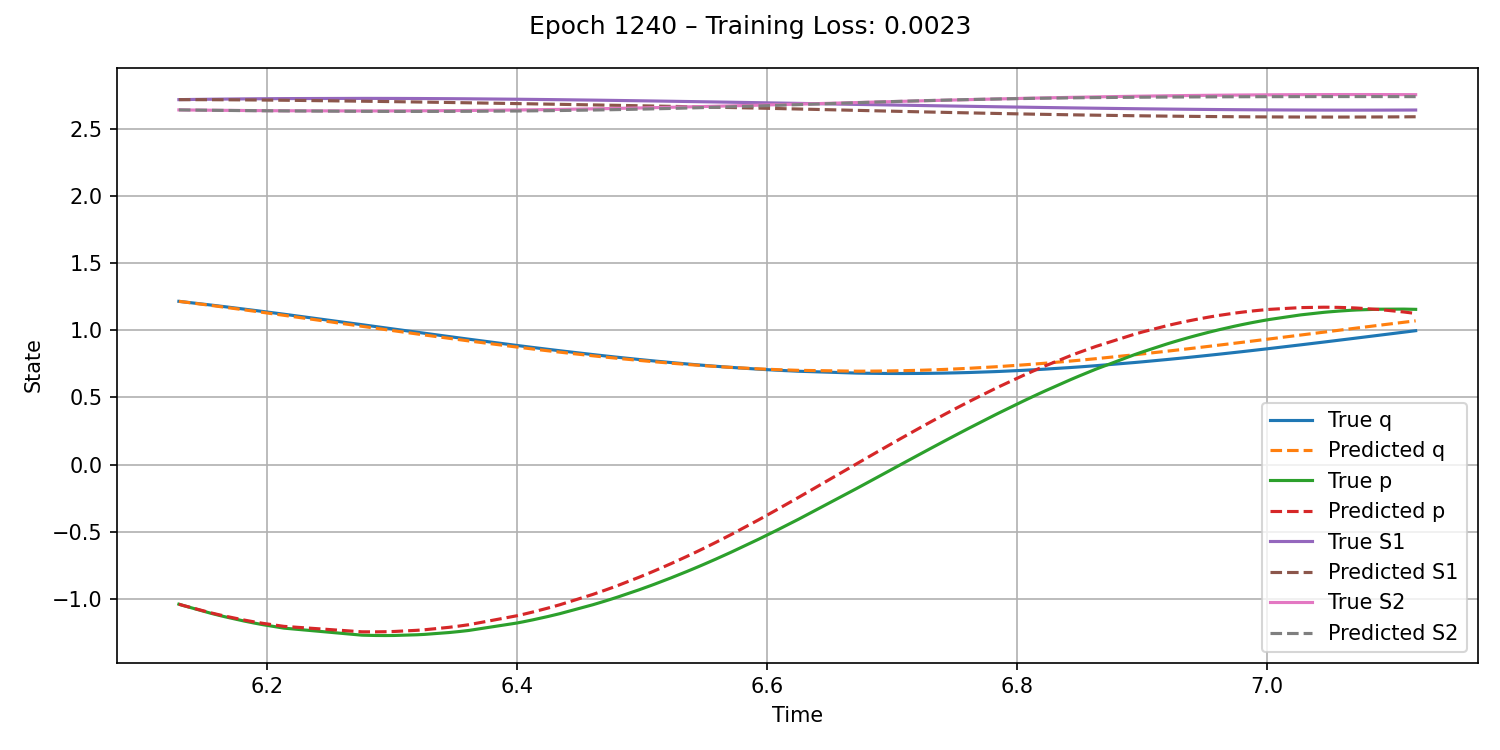 Epoch 1240 – Training Loss: 0.0023
2.5
2.0
1.5
1.0
0.5
0.0
−0.5
−1.0
State
6.2
6.4
6.6
6.8
7.0
Time
True q
Predicted q
True p
Predicted p
True S1
Predicted S1
True S2
Predicted S2